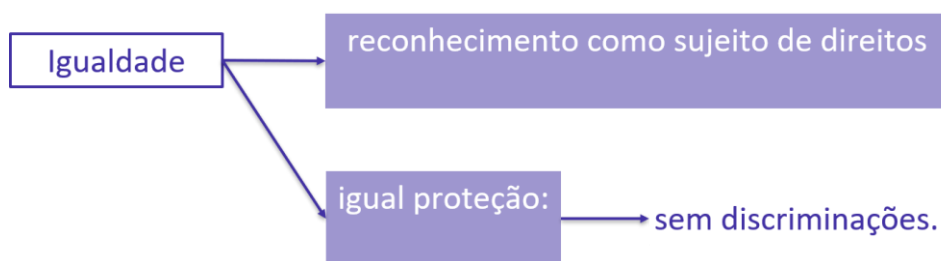 Igualdade
reconhecimento como sujeito de direitos
igual proteção:
sem discriminações.